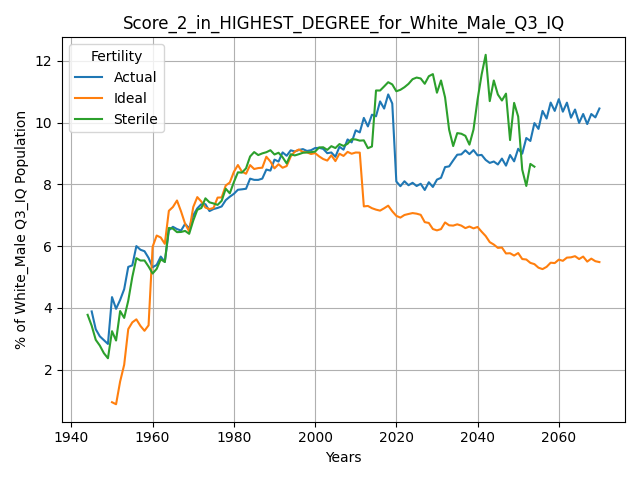 Score_2_in_HIGHEST_DEGREE_for_White_Male_Q3_IQ
Fertility
Actual
Ideal
Sterile
% of White_Male Q3_IQ Population
12
10
8
6
4
2
1940
1960
1980
2000
2020
2040
2060
Years